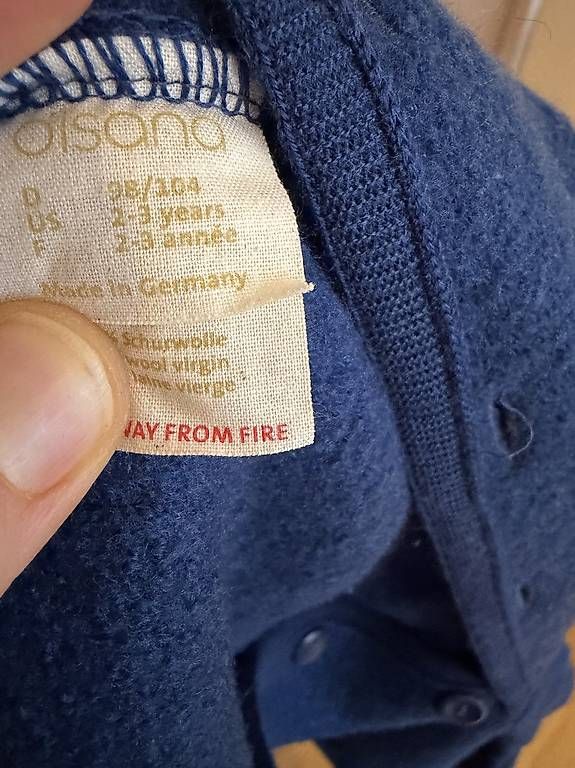 disana
D 98/104
US 2-3 years
F 2-3 année
Made in Germany
Schurwolle
wool virgin
laine vierge
WAY FROM FIRE